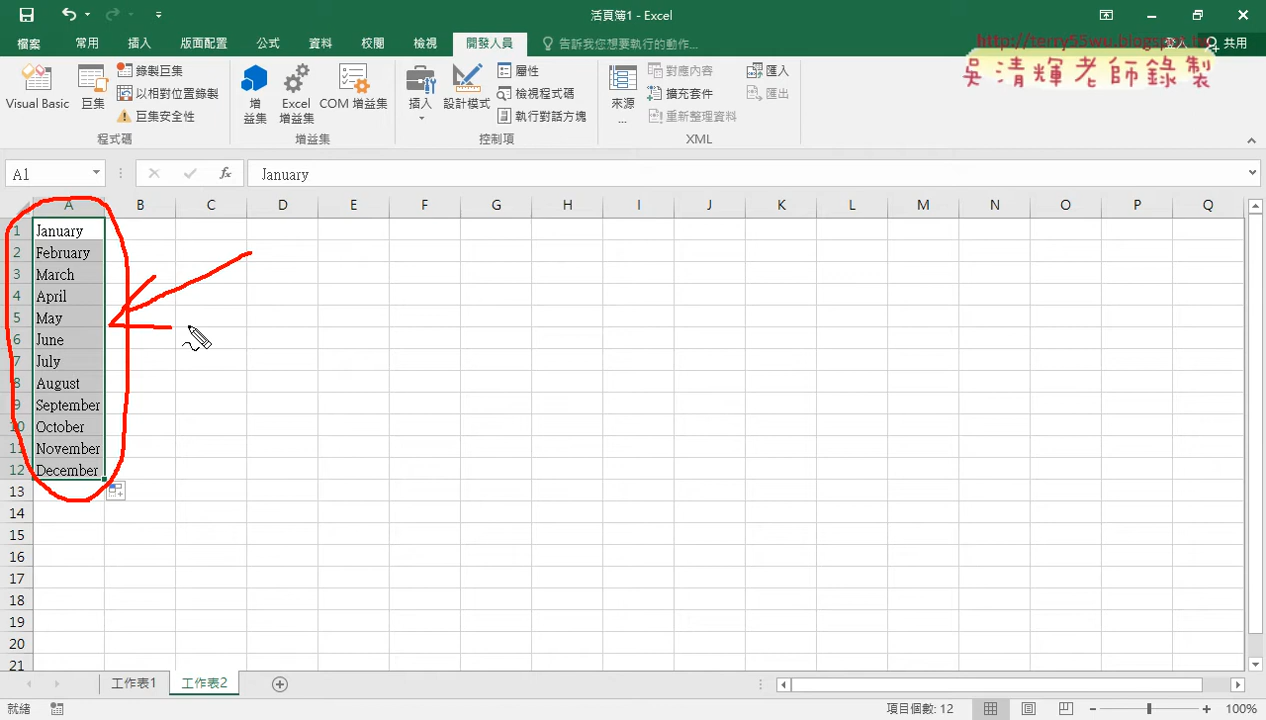 活頁簿1 - Excel
http://terry55wu.blogspot.tw
吳清輝老師錄製
檔案 常用 插入 版面配置 公式 資料 校閱 檢視 開發人員 告訴我您想要執行的動作... 登入 共用
Visual Basic
巨集
錄製巨集
以相對位置錄製
巨集安全性
程式碼
增益集
Excel 增益集
COM 增益集
增益集
插入
設計模式
屬性
檢視程式碼
執行對話方塊
控制項
來源...
對應內容
擴充套件
重新整理資料
匯入
匯出
XML
A1 fx January
A B C D E F G H I J K L M N O P Q
1 January
2 February
3 March
4 April
5 May
6 June
7 July
8 August
9 September
10 October
11 November
12 December
13
14
15
16
17
18
19
20
21
工作表1 工作表2
就緒 項目個數: 12 100%